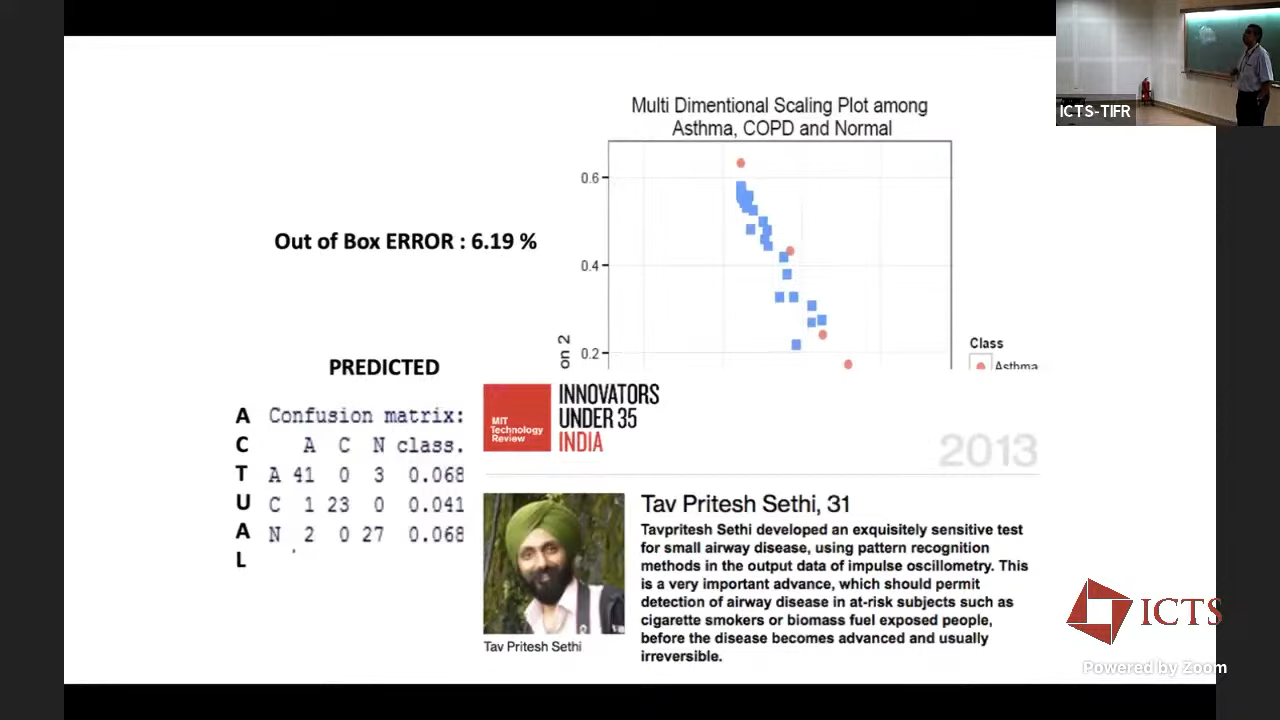 ICTS-TIFR
Multi Dimentional Scaling Plot among
Asthma, COPD and Normal
0.6
0.4
0.2
on 2
Class
Asthma
Out of Box ERROR : 6.19 %
PREDICTED
ACTUAL
Confusion matrix:
A C N class.
A 41 0 3 0.068
C 1 23 0 0.041
N 2 0 27 0.068
MIT
Technology
Review
INNOVATORS
UNDER 35
INDIA
2013
Tav Pritesh Sethi, 31
Tavpritesh Sethi developed an exquisitely sensitive test
for small airway disease, using pattern recognition
methods in the output data of impulse oscillometry. This
is a very important advance, which should permit
detection of airway disease in at-risk subjects such as
cigarette smokers or biomass fuel exposed people,
before the disease becomes advanced and usually
irreversible.
Tav Pritesh Sethi
ICTS
Powered by Zoom